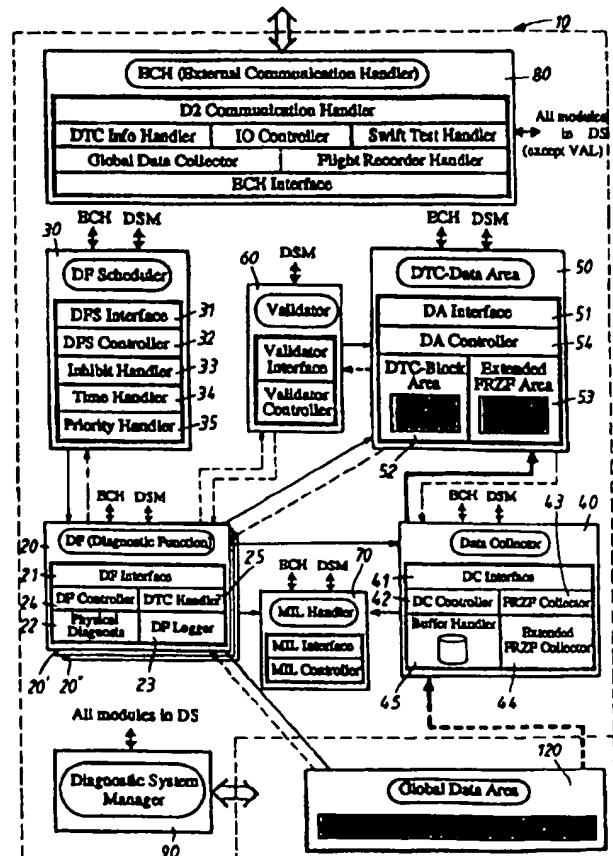 10
ECH (External Communication Handler)
80
D2 Communication Handler
DTC Info Handler IO Controller Swift Test Handler
Global Data Collector Flight Recorder Handler
ECH Interface
All modules
in DS
(except VAL)
ECH DSM
30
DF Scheduler
DFS Interface 31
DFS Controller 32
Inhibit Handler 33
Time Handler 34
Priority Handler 35
DSM
60
Validator
Validator
Interface
Validator
Controller
ECH DSM
50
DTC-Data Area
DA Interface 51
DA Controller 54
DTC-Block
Area
Extended
FRZF Area
53
52
ECH DSM
20
DF (Diagnostic Function)
25
21
DF Interface
24
DF Controller DTC Handler
22
Physical
Diagnosis
DF Logger
23
20' 20"
ECH DSM
70
MIL Handler
MIL Interface
MIL Controller
ECH DSM
43
40
Data Collector
41
DC Interface
42
DC Controller FRZF Collector
Buffer Handler
Extended
FRZF Collector
45
44
All modules in DS
Diagnostic System
Manager
90
120
Global Data Area